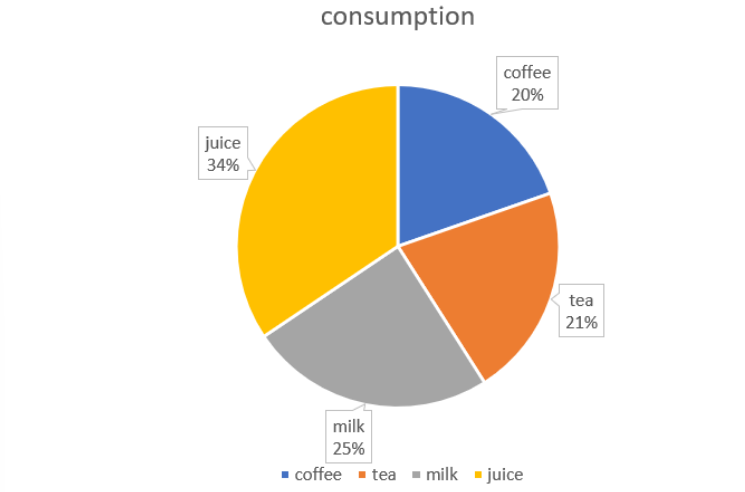 consumption
coffee
20%
juice
34%
tea
21%
milk
25%
coffee tea milk juice